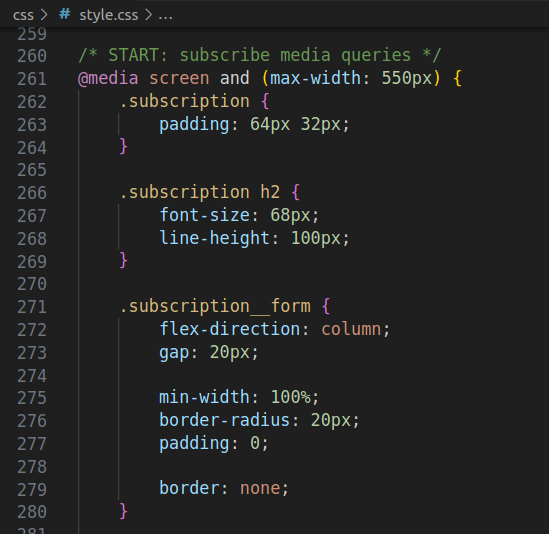 css > # style.css > ...
259
260 /* START: subscribe media queries */
261 @media screen and (max-width: 550px) {
262 .subscription {
263 padding: 64px 32px;
264 }
265
266 .subscription h2 {
267 font-size: 68px;
268 line-height: 100px;
269 }
270
271 .subscription__form {
272 flex-direction: column;
273 gap: 20px;
274
275 min-width: 100%;
276 border-radius: 20px;
277 padding: 0;
278
279 border: none;
280 }
281